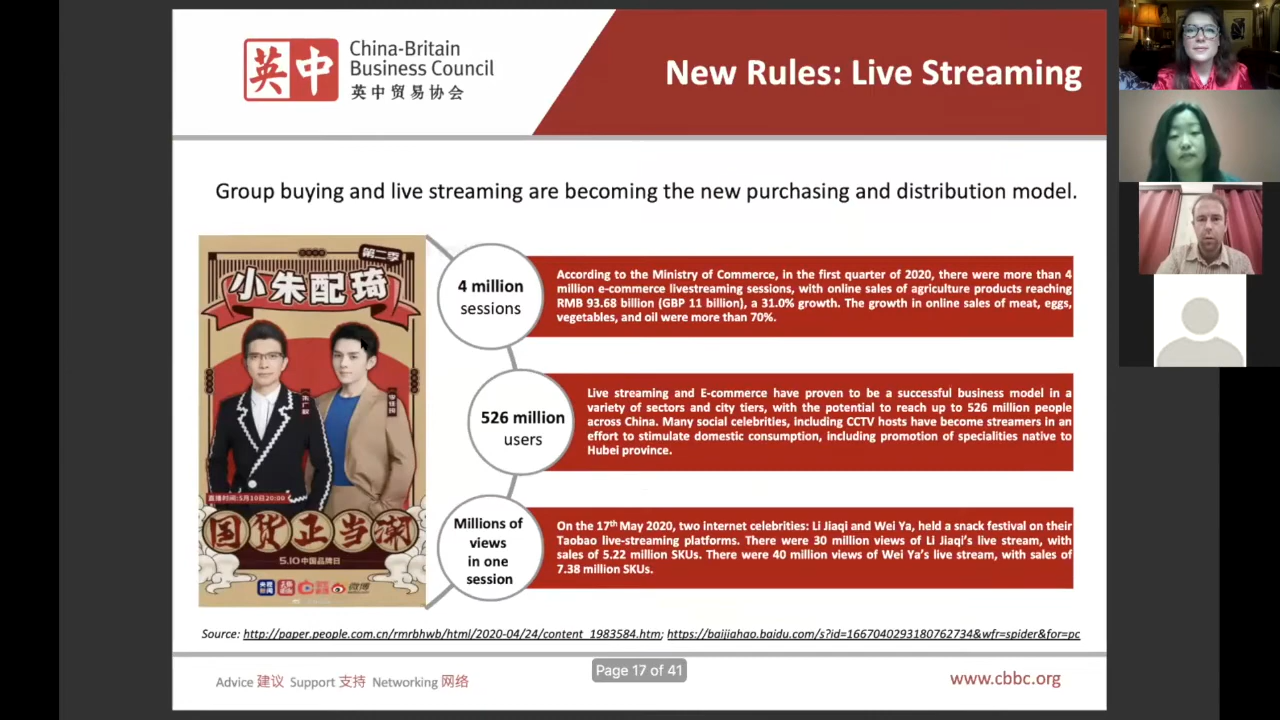 英中
China-Britain
Business Council
英中贸易协会
New Rules: Live Streaming
Group buying and live streaming are becoming the new purchasing and distribution model.
第二季
小朱配琦
朱广权
李佳琦
直播时间:5月10日20:00
国货正当潮
5.10中国品牌日
4 million
sessions
According to the Ministry of Commerce, in the first quarter of 2020, there were more than 4
million e-commerce livestreaming sessions, with online sales of agriculture products reaching
RMB 93.68 billion (GBP 11 billion), a 31.0% growth. The growth in online sales of meat, eggs,
vegetables, and oil were more than 70%.
526 million
users
Live streaming and E-commerce have proven to be a successful business model in a
variety of sectors and city tiers, with the potential to reach up to 526 million people
across China. Many social celebrities, including CCTV hosts have become streamers in an
effort to stimulate domestic consumption, including promotion of specialities native to
Hubei province.
Millions of
views
in one
session
On the 17th May 2020, two internet celebrities: Li Jiaqi and Wei Ya, held a snack festival on their
Taobao live-streaming platforms. There were 30 million views of Li Jiaqi's live stream, with
sales of 5.22 million SKUs. There were 40 million views of Wei Ya's live stream, with sales of
7.38 million SKUs.
Source: http://paper.people.com.cn/rmrbhwb/html/2020-04/24/content_1983584.htm; https://baijiahao.baidu.com/s?id=1667040293180762734&wfr=spider&for=pc
Page 17 of 41
Advice 建议 Support 支持 Networking 网络
www.cbbc.org